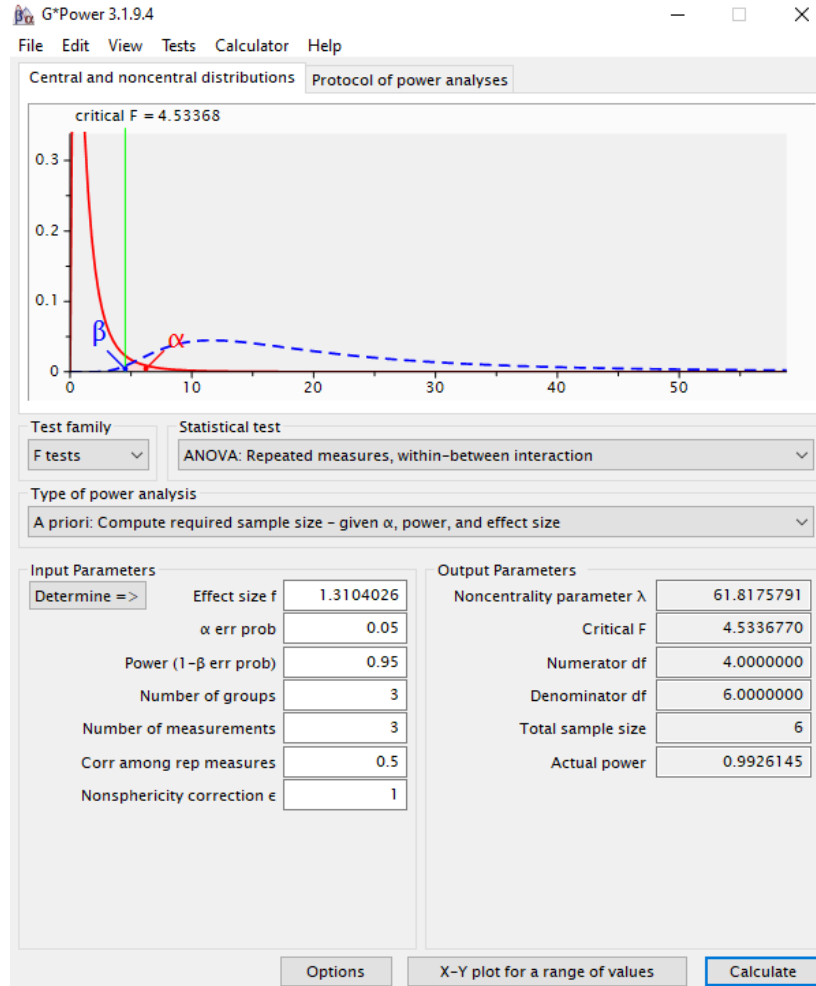 G*Power 3.1.9.4
File Edit View Tests Calculator Help
Central and noncentral distributions Protocol of power analyses
critical F = 4.53368
0.3
0.2
0.1
0
β α
0 10 20 30 40 50
Test family Statistical test
F tests ANOVA: Repeated measures, within-between interaction
Type of power analysis
A priori: Compute required sample size - given α, power, and effect size
Input Parameters Output Parameters
Determine => Effect size f 1.3104026 Noncentrality parameter λ 61.8175791
α err prob 0.05 Critical F 4.5336770
Power (1-β err prob) 0.95 Numerator df 4.0000000
Number of groups 3 Denominator df 6.0000000
Number of measurements 3 Total sample size 6
Corr among rep measures 0.5 Actual power 0.9926145
Nonsphericity correction ϵ 1
Options X-Y plot for a range of values Calculate